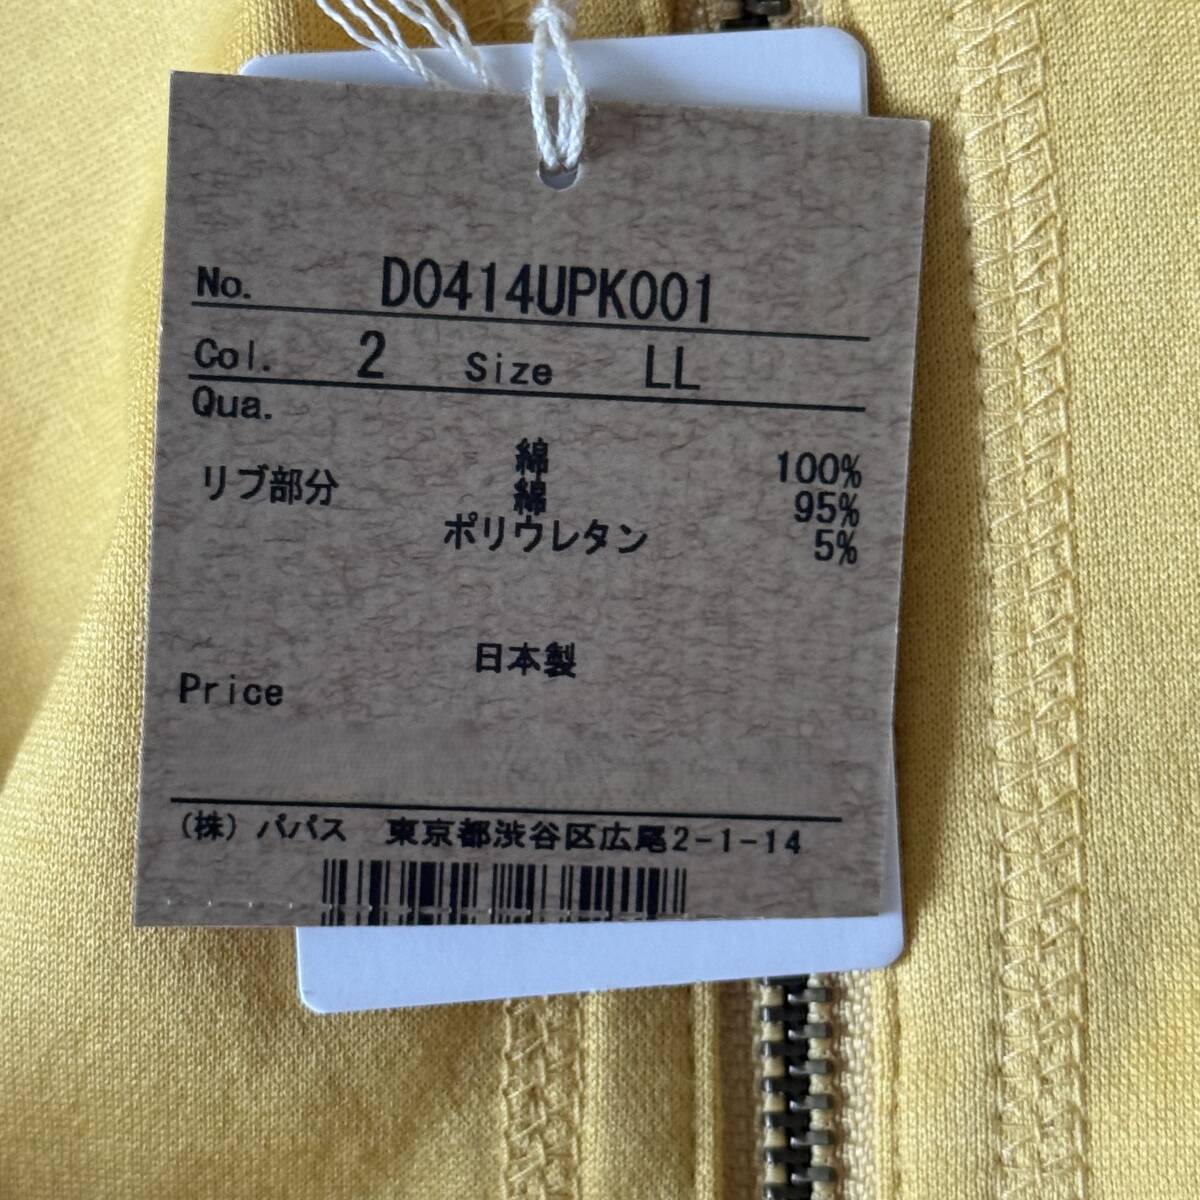 No. D0414UPK001
Col. 2 Size LL
Qua.
綿 100%
リブ部分 綿 95%
ポリウレタン 5%
日本製
Price
(株) パパス 東京都渋谷区広尾2-1-14